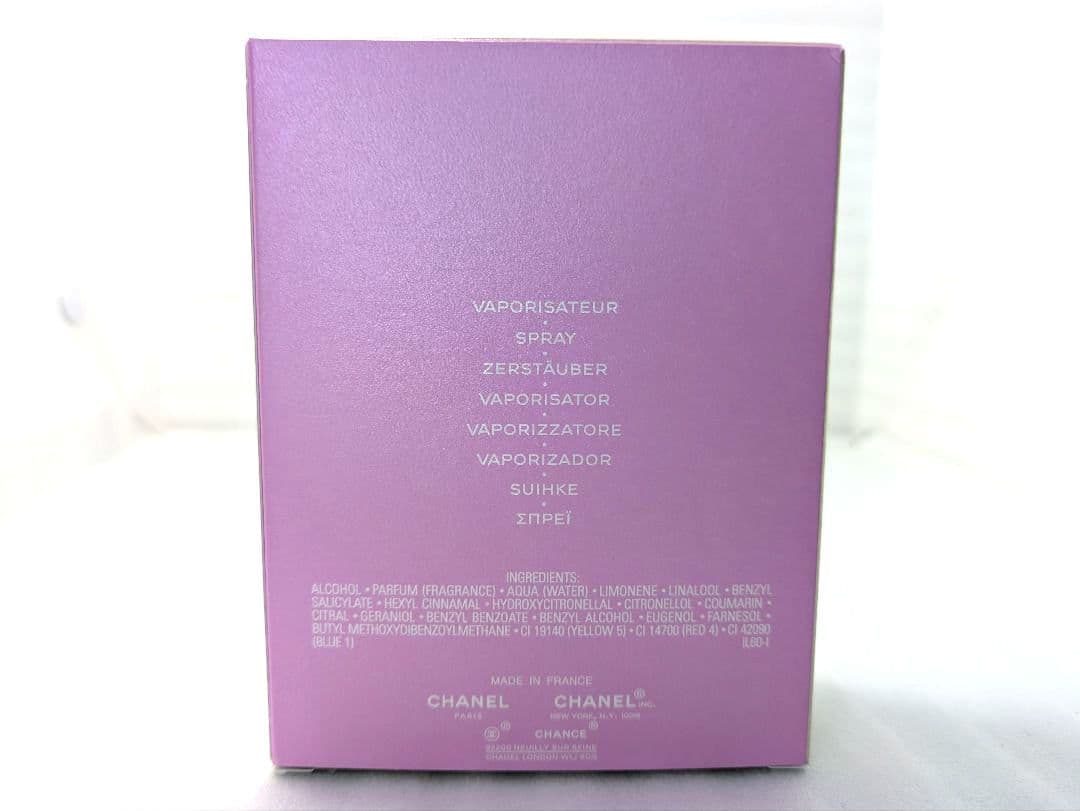 VAPORISATEUR
SPRAY
ZERSTÄUBER
VAPORISATOR
VAPORIZZATORE
VAPORIZADOR
SUIHKE
ΣΠΡΕΪ
INGREDIENTS:
ALCOHOL • PARFUM (FRAGRANCE) • AQUA (WATER) • LIMONENE • LINALOOL • BENZYL
SALICYLATE • HEXYL CINNAMAL • HYDROXYCITRONELLAL • CITRONELLOL • COUMARIN •
CITRAL • GERANIOL • BENZYL BENZOATE • BENZYL ALCOHOL • EUGENOL • FARNESOL •
BUTYL METHOXYDIBENZOYLMETHANE • CI 19140 (YELLOW 5) • CI 14700 (RED 4) • CI 42090
(BLUE 1) IL60-I
MADE IN FRANCE
CHANEL CHANEL® INC.
PARIS NEW YORK, N.Y. 10019
® CHANCE®
92200 NEUILLY SUR SEINE
CHANEL LONDON W1J